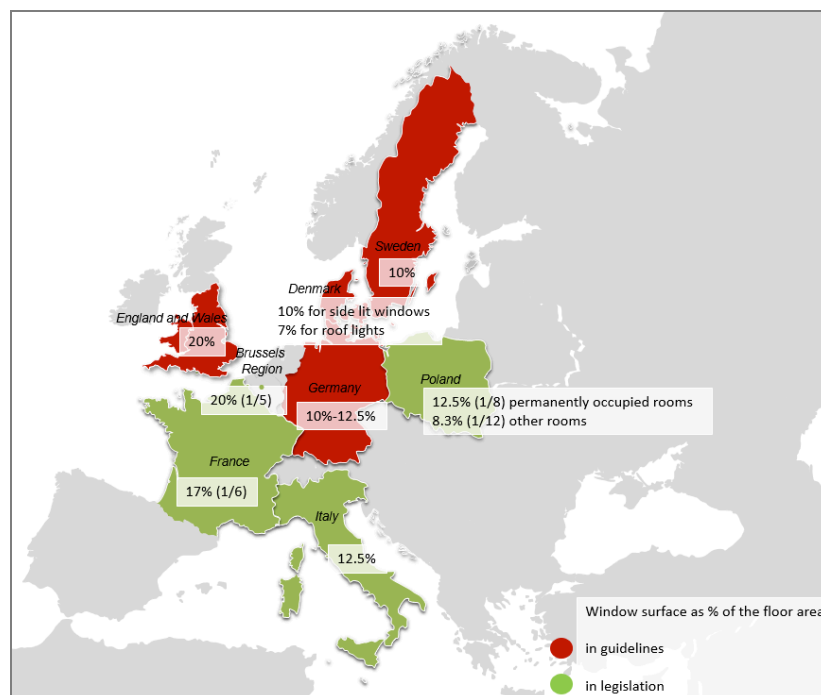 Sweden
10%
Denmark
10% for side lit windows
7% for roof lights
England and Wales
20%
Brussels
Region
20% (1/5)
Germany
10%-12.5%
Poland
12.5% (1/8) permanently occupied rooms
8.3% (1/12) other rooms
France
17% (1/6)
Italy
12.5%
Window surface as % of the floor area
in guidelines
in legislation